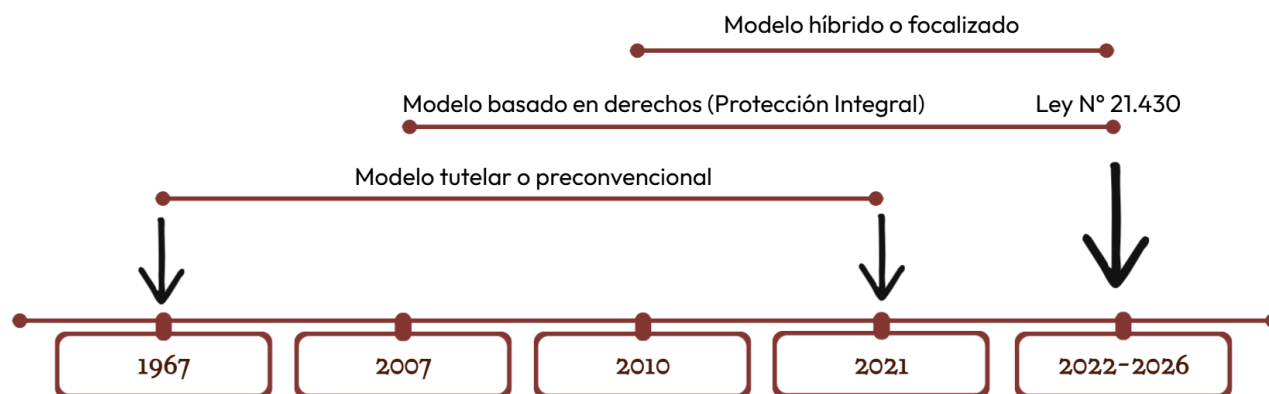 Modelo híbrido o focalizado
Modelo basado en derechos (Protección Integral)
Ley N° 21.430
Modelo tutelar o preconvencional
1967
2007
2010
2021
2022-2026